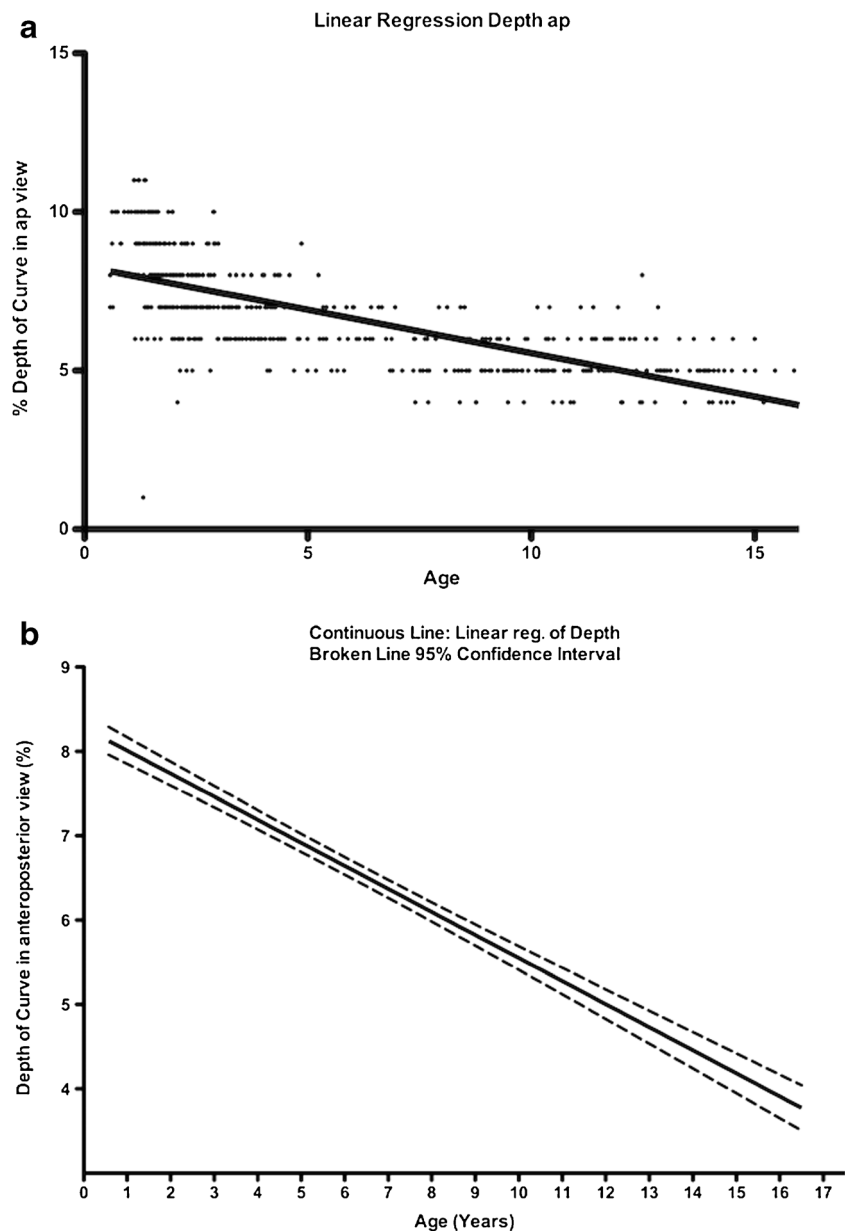 a
Linear Regression Depth ap
15
10
5
0
% Depth of Curve in ap view
0 5 10 15
Age
b
Continuous Line: Linear reg. of Depth
Broken Line 95% Confidence Interval
9
8
7
6
5
4
Depth of Curve in anteroposterior view (%)
0 1 2 3 4 5 6 7 8 9 10 11 12 13 14 15 16 17
Age (Years)